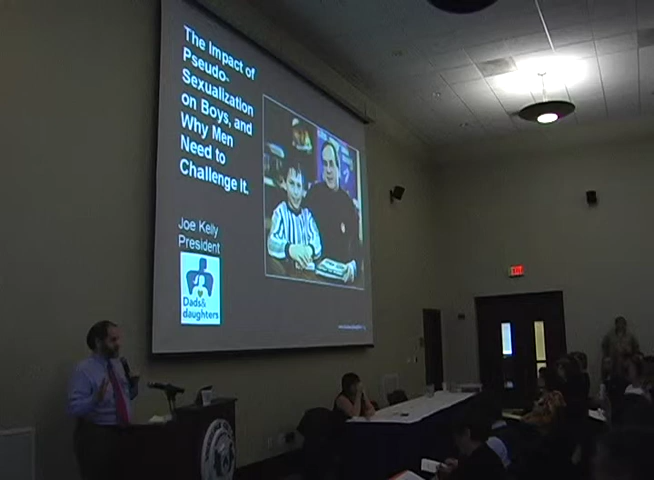 The Impact of
Pseudo-
Sexualization
on Boys, and
Why Men
Need to
Challenge It.
Joe Kelly
President
Dads&
daughters